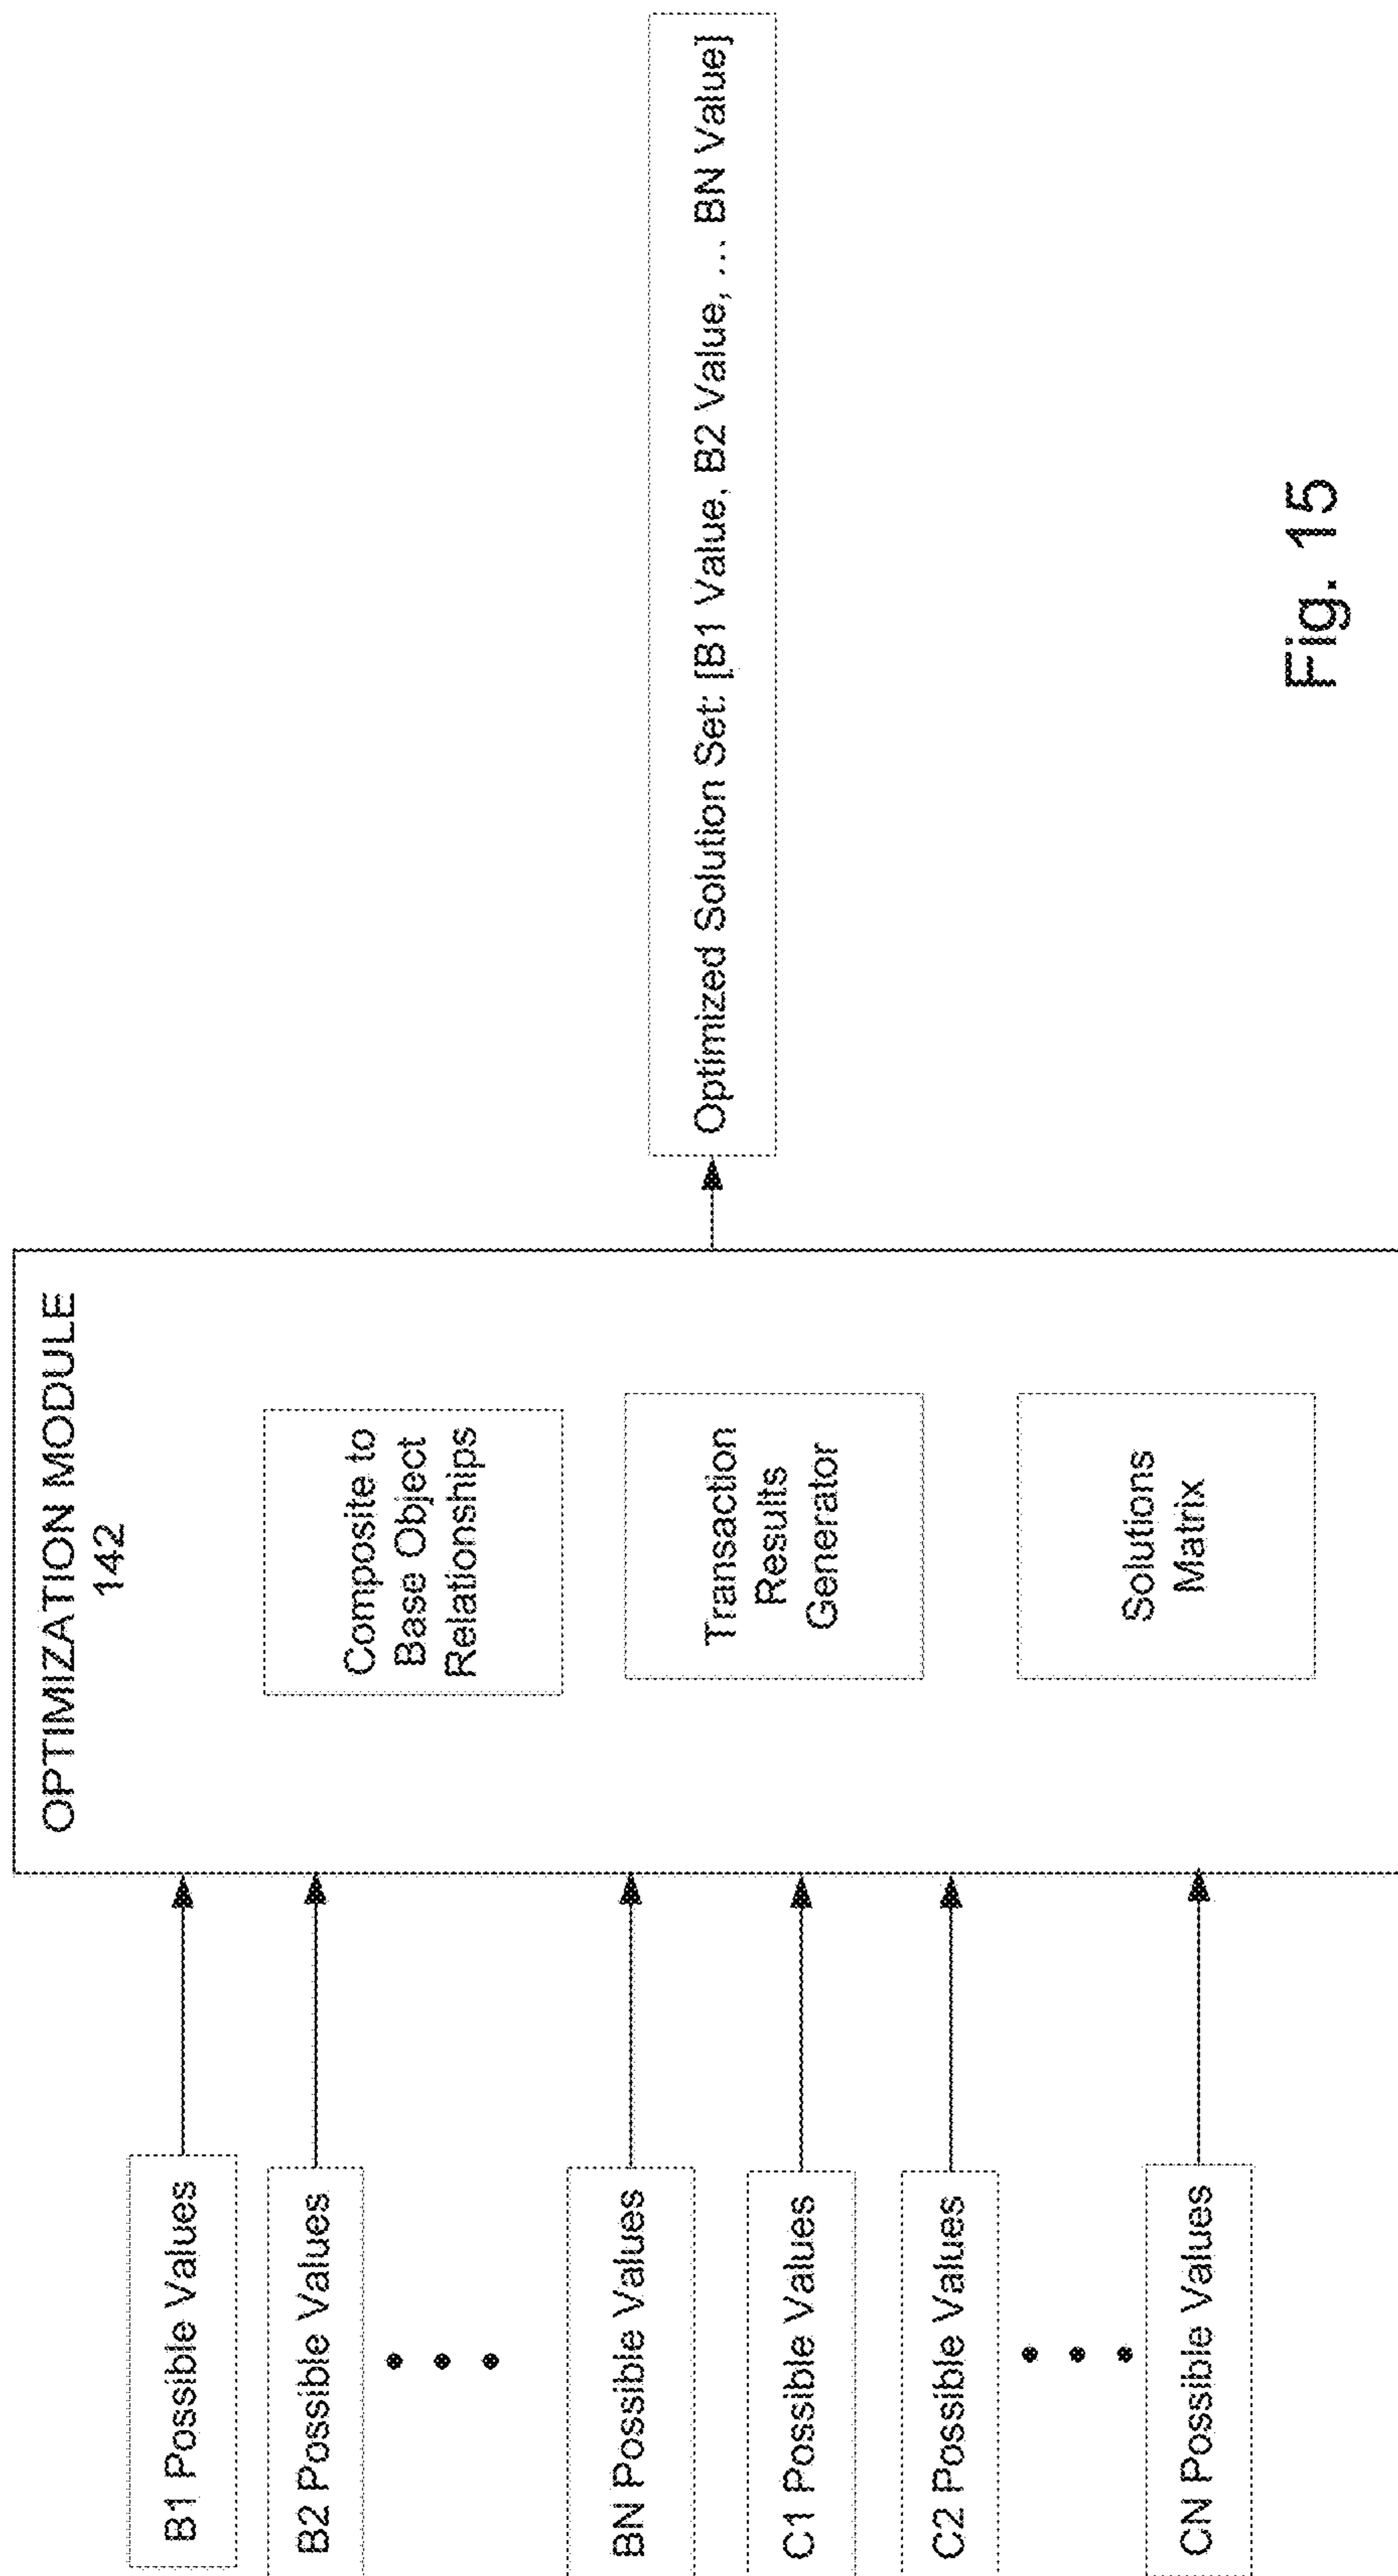 B1 Possible Values
B2 Possible Values
BN Possible Values
C1 Possible Values
C2 Possible Values
CN Possible Values
OPTIMIZATION MODULE
142
Composite to
Base Object
Relationships
Transaction
Results
Generator
Solutions
Matrix
Optimized Solution Set: [B1 Value, B2 Value, ... BN Value]
Fig. 15